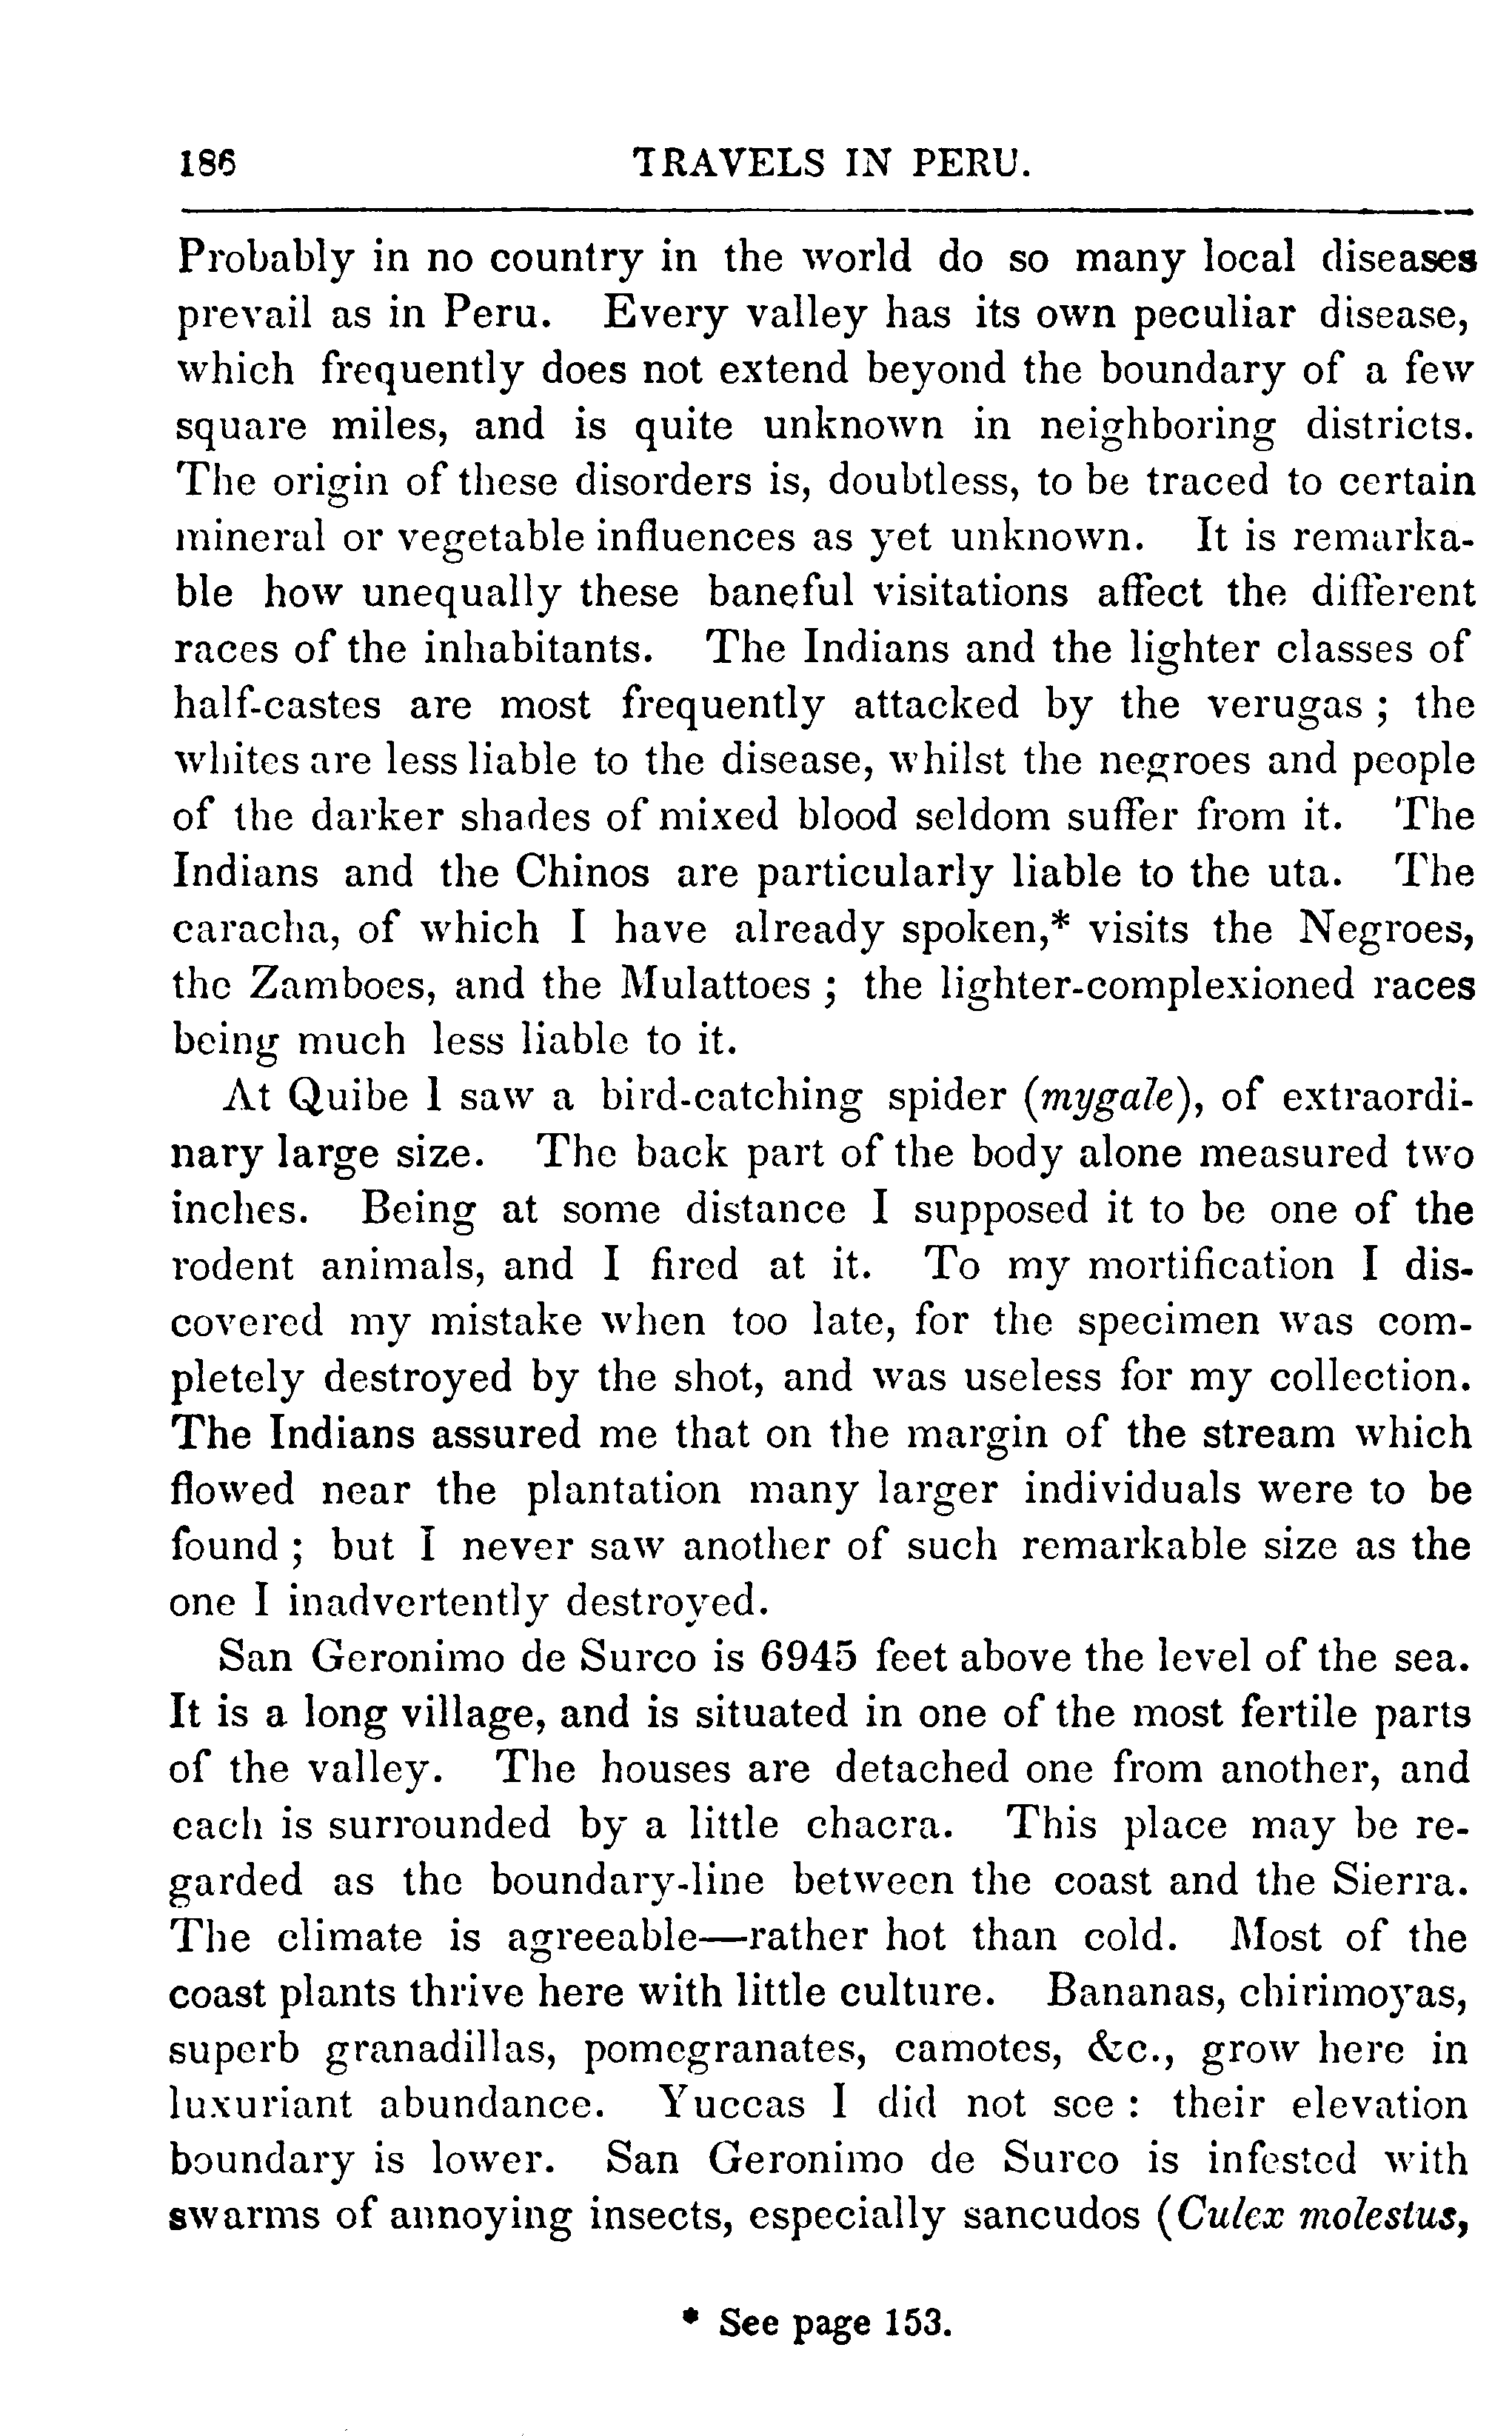 186 TRAVELS IN PERU.
Probably in no country in the world do so many local diseases
prevail as in Peru. Every valley has its own peculiar disease,
which frequently does not extend beyond the boundary of a few
square miles, and is quite unknown in neighboring districts.
The origin of these disorders is, doubtless, to be traced to certain
mineral or vegetable influences as yet unknown. It is remarka-
ble how unequally these baneful visitations affect the different
races of the inhabitants. The Indians and the lighter classes of
half-castes are most frequently attacked by the verugas ; the
whites are less liable to the disease, whilst the negroes and people
of the darker shades of mixed blood seldom suffer from it. The
Indians and the Chinos are particularly liable to the uta. The
caracha, of which I have already spoken,* visits the Negroes,
the Zamboes, and the Mulattoes ; the lighter-complexioned races
being much less liable to it.
At Quibe I saw a bird-catching spider (mygale), of extraordi-
nary large size. The back part of the body alone measured two
inches. Being at some distance I supposed it to be one of the
rodent animals, and I fired at it. To my mortification I dis-
covered my mistake when too late, for the specimen was com-
pletely destroyed by the shot, and was useless for my collection.
The Indians assured me that on the margin of the stream which
flowed near the plantation many larger individuals were to be
found ; but I never saw another of such remarkable size as the
one I inadvertently destroyed.
San Geronimo de Surco is 6945 feet above the level of the sea.
It is a long village, and is situated in one of the most fertile parts
of the valley. The houses are detached one from another, and
each is surrounded by a little chacra. This place may be re-
garded as the boundary-line between the coast and the Sierra.
The climate is agreeable—rather hot than cold. Most of the
coast plants thrive here with little culture. Bananas, chirimoyas,
superb granadillas, pomegranates, camotes, &c., grow here in
luxuriant abundance. Yuccas I did not see : their elevation
boundary is lower. San Geronimo de Surco is infested with
swarms of annoying insects, especially sancudos (Culex molestus,
* See page 153.